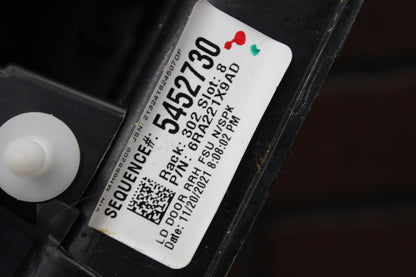 SEQUENCE#: 5452730
Rack: 302 Slot: 8
P/N: 6RA221X9AD
LD DOOR RRH FSU N/SPK
Date: 11/20/2021 8:08:02 PM